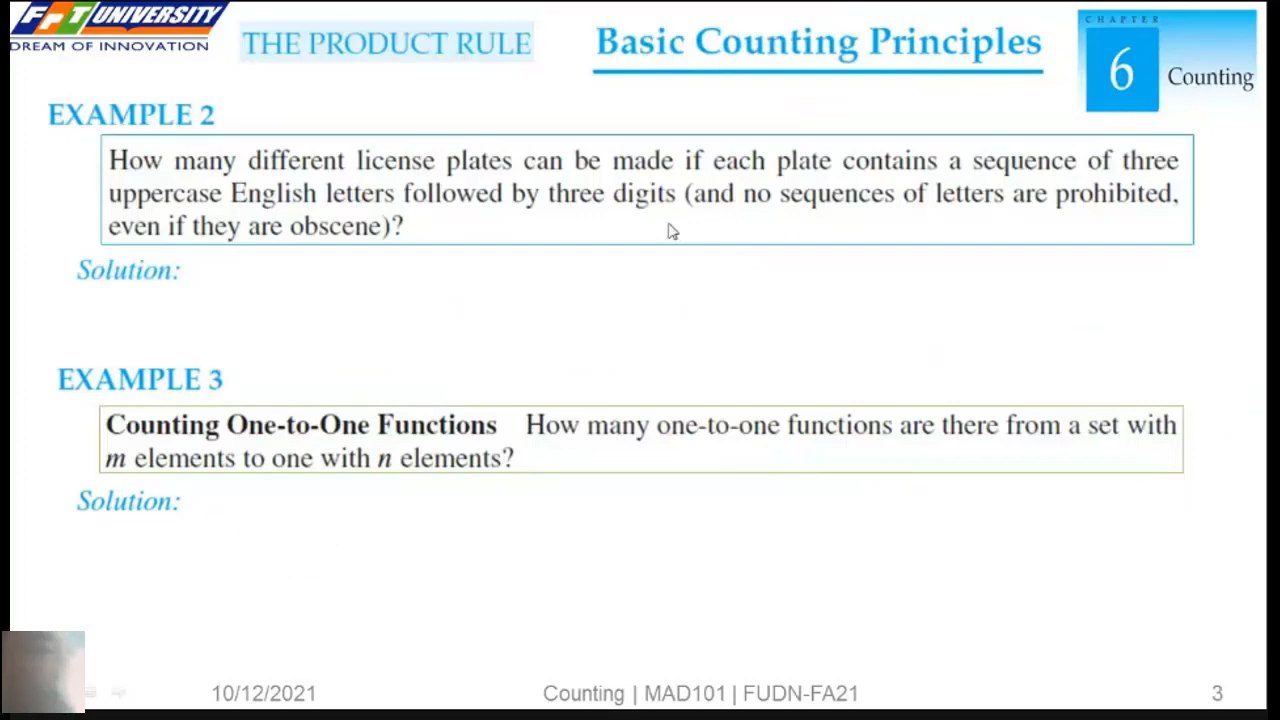 FPT UNIVERSITY
DREAM OF INNOVATION
THE PRODUCT RULE
Basic Counting Principles
CHAPTER
6
Counting
EXAMPLE 2
How many different license plates can be made if each plate contains a sequence of three
uppercase English letters followed by three digits (and no sequences of letters are prohibited,
even if they are obscene)?
Solution:
EXAMPLE 3
Counting One-to-One Functions How many one-to-one functions are there from a set with
m elements to one with n elements?
Solution:
10/12/2021
Counting | MAD101 | FUDN-FA21
3